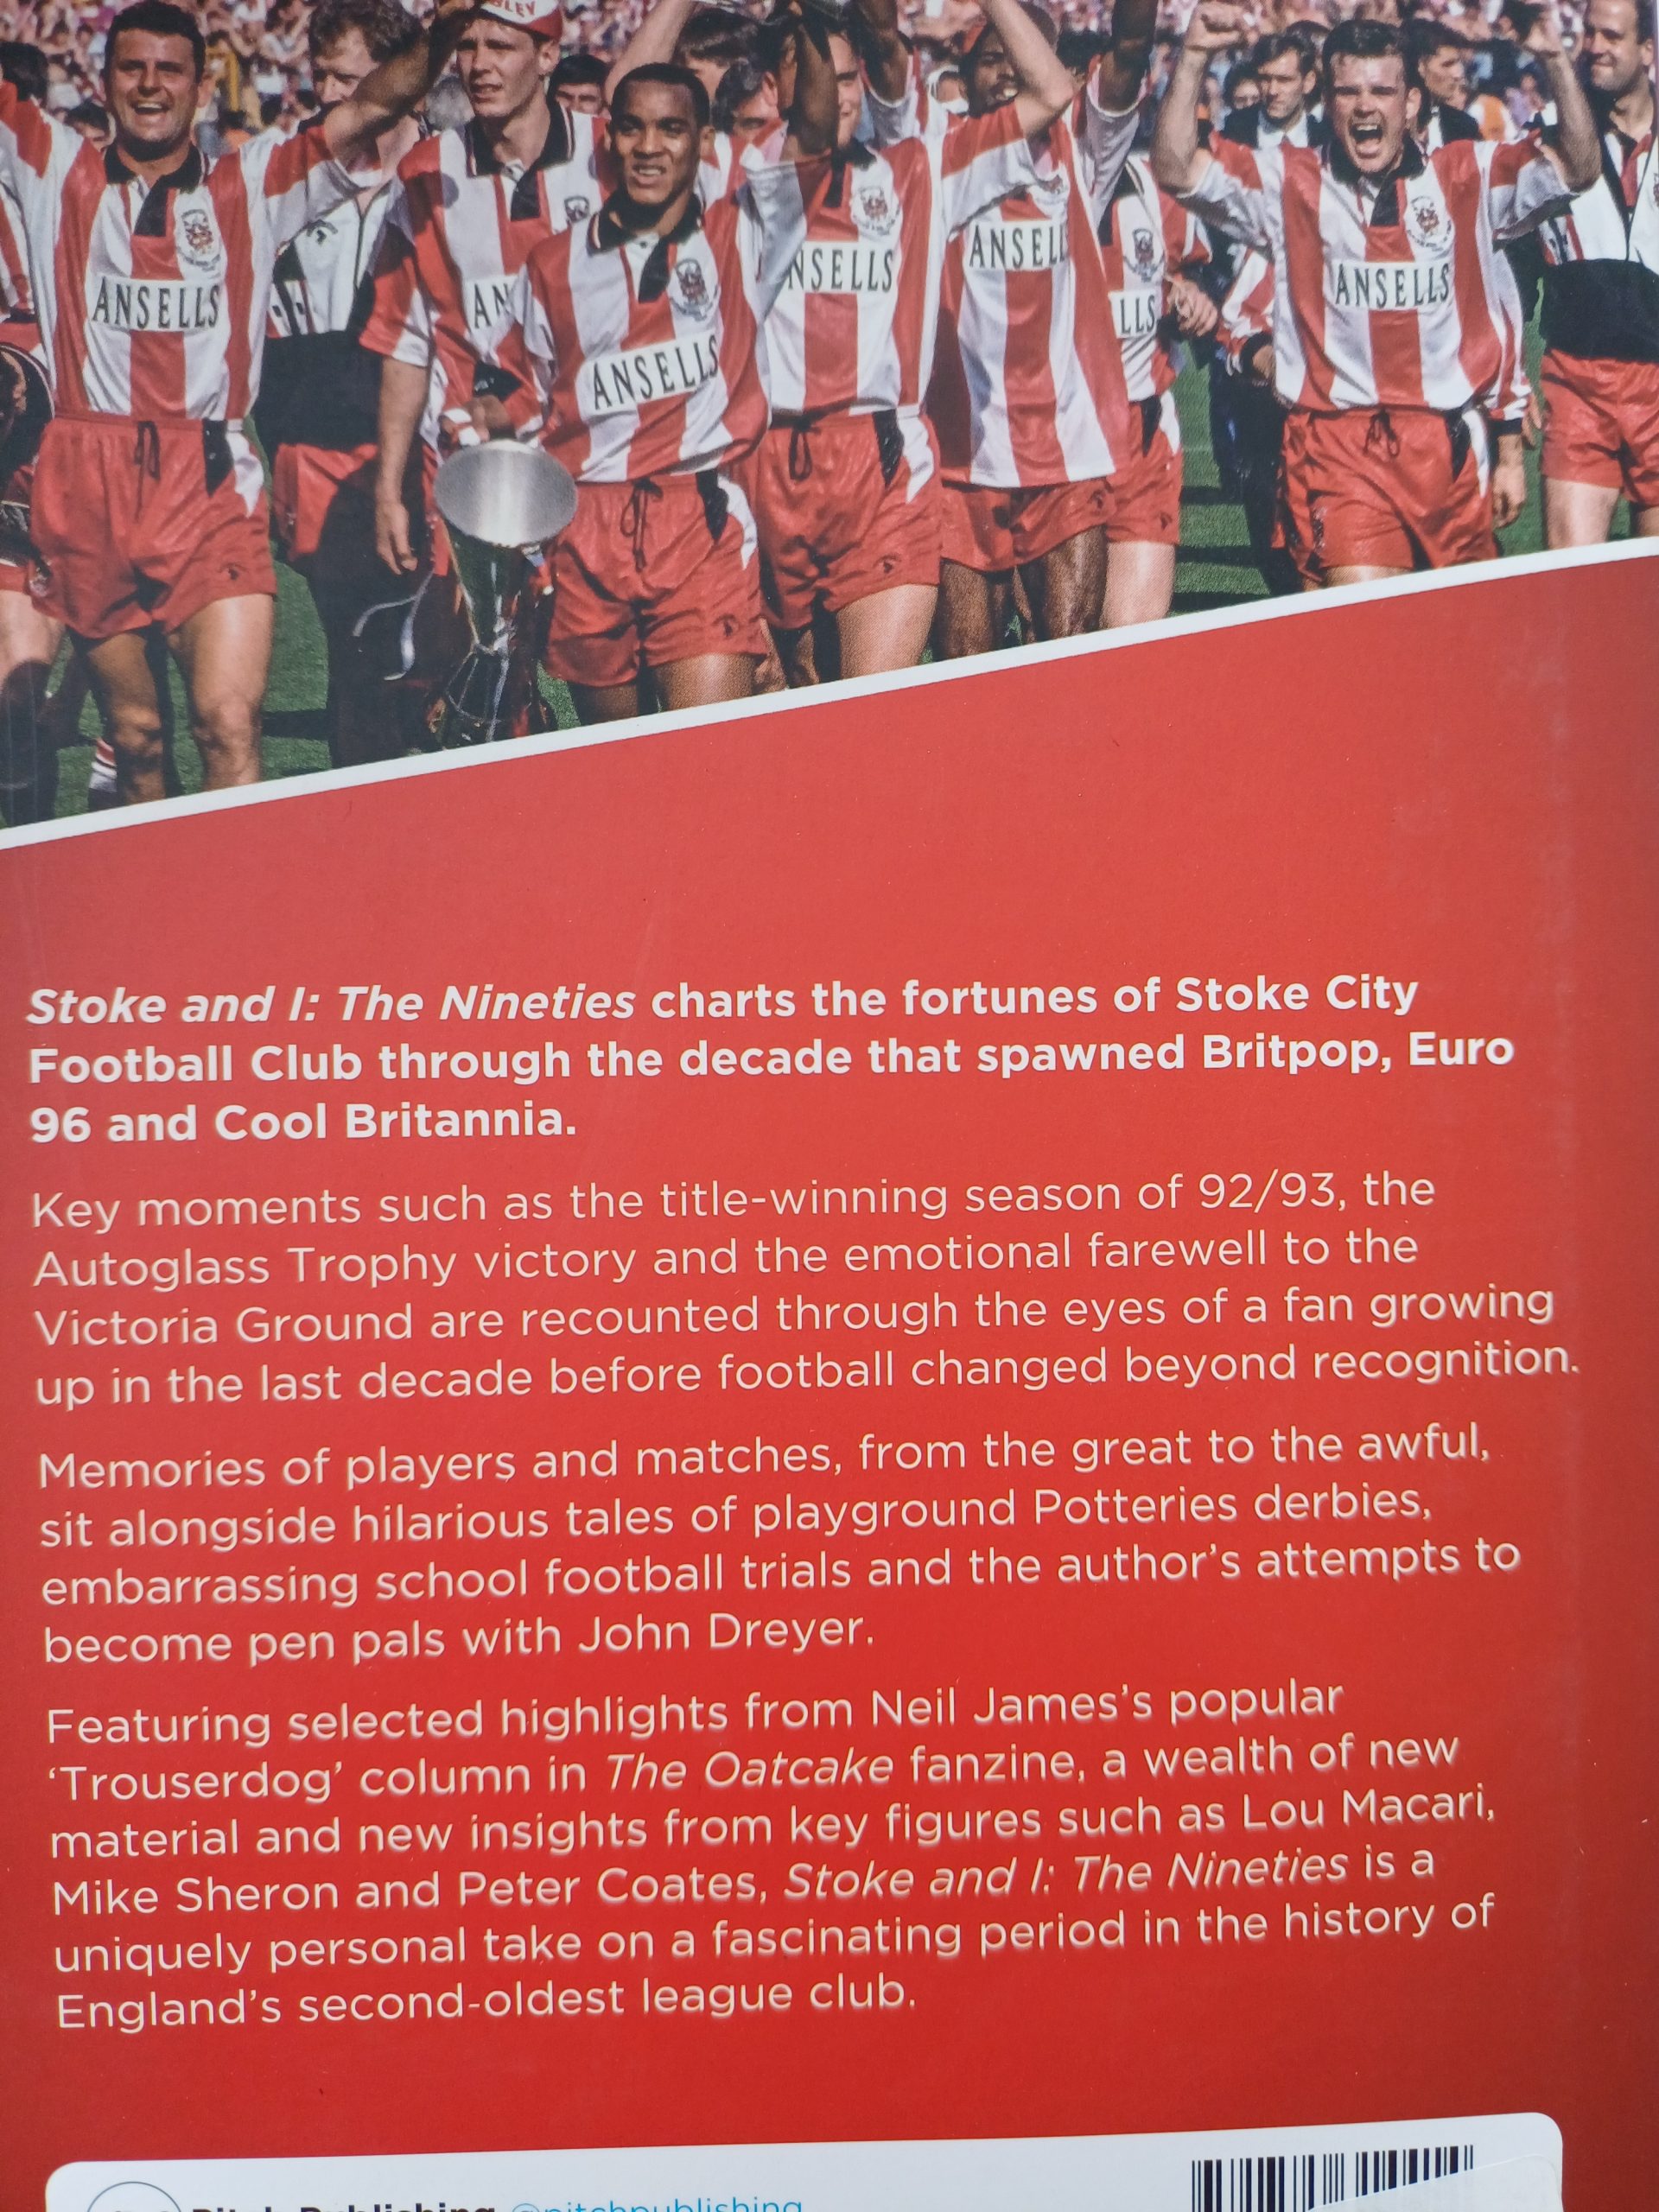 BLEY
ANSELLS
AN
ANSELLS
NSELLS
ANSELL
LLS
ANSELLS
Stoke and I: The Nineties charts the fortunes of Stoke City
Football Club through the decade that spawned Britpop, Euro
96 and Cool Britannia.
Key moments such as the title-winning season of 92/93, the
Autoglass Trophy victory and the emotional farewell to the
Victoria Ground are recounted through the eyes of a fan growing
up in the last decade before football changed beyond recognition.
Memories of players and matches, from the great to the awful,
sit alongside hilarious tales of playground Potteries derbies,
embarrassing school football trials and the author's attempts to
become pen pals with John Dreyer.
Featuring selected highlights from Neil James's popular
‘Trouserdog’ column in The Oatcake fanzine, a wealth of new
material and new insights from key figures such as Lou Macari,
Mike Sheron and Peter Coates, Stoke and I: The Nineties is a
uniquely personal take on a fascinating period in the history of
England's second-oldest league club.
Pitch Publishing @pitchpublishing